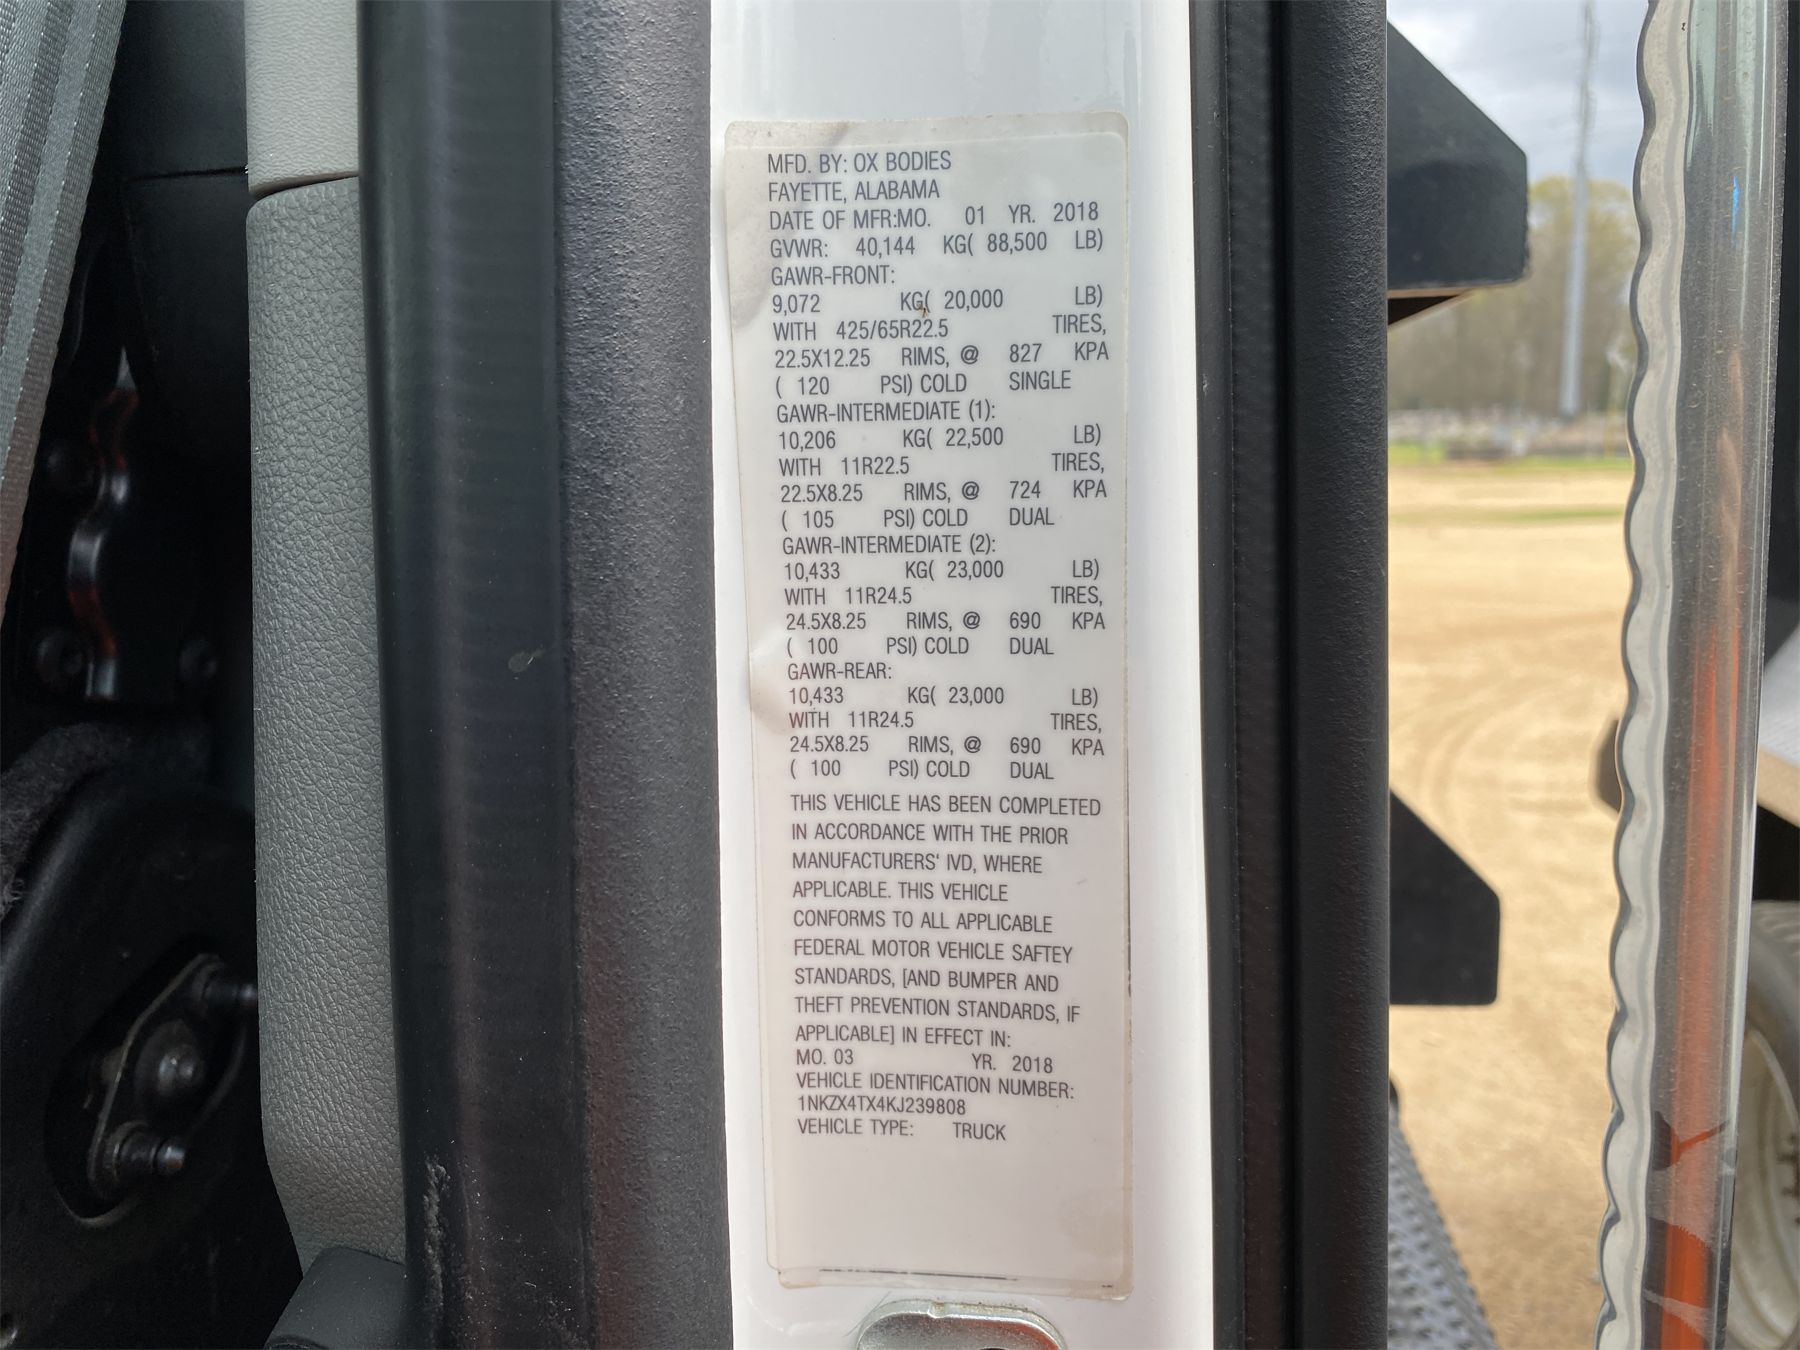 MFD. BY: OX BODIES
FAYETTE, ALABAMA
DATE OF MFR:MO. 01 YR. 2018
GVWR: 40,144 KG( 88,500 LB)
GAWR-FRONT:
9,072 KG( 20,000 LB)
WITH 425/65R22.5 TIRES,
22.5X12.25 RIMS, @ 827 KPA
( 120 PSI) COLD SINGLE
GAWR-INTERMEDIATE (1):
10,206 KG( 22,500 LB)
WITH 11R22.5 TIRES,
22.5X8.25 RIMS, @ 724 KPA
( 105 PSI) COLD DUAL
GAWR-INTERMEDIATE (2):
10,433 KG( 23,000 LB)
WITH 11R24.5 TIRES,
24.5X8.25 RIMS, @ 690 KPA
( 100 PSI) COLD DUAL
GAWR-REAR:
10,433 KG( 23,000 LB)
WITH 11R24.5 TIRES,
24.5X8.25 RIMS, @ 690 KPA
( 100 PSI) COLD DUAL
THIS VEHICLE HAS BEEN COMPLETED
IN ACCORDANCE WITH THE PRIOR
MANUFACTURERS' IVD, WHERE
APPLICABLE. THIS VEHICLE
CONFORMS TO ALL APPLICABLE
FEDERAL MOTOR VEHICLE SAFTEY
STANDARDS, [AND BUMPER AND
THEFT PREVENTION STANDARDS, IF
APPLICABLE] IN EFFECT IN:
MO. 03 YR. 2018
VEHICLE IDENTIFICATION NUMBER:
1NKZX4TX4KJ239808
VEHICLE TYPE: TRUCK